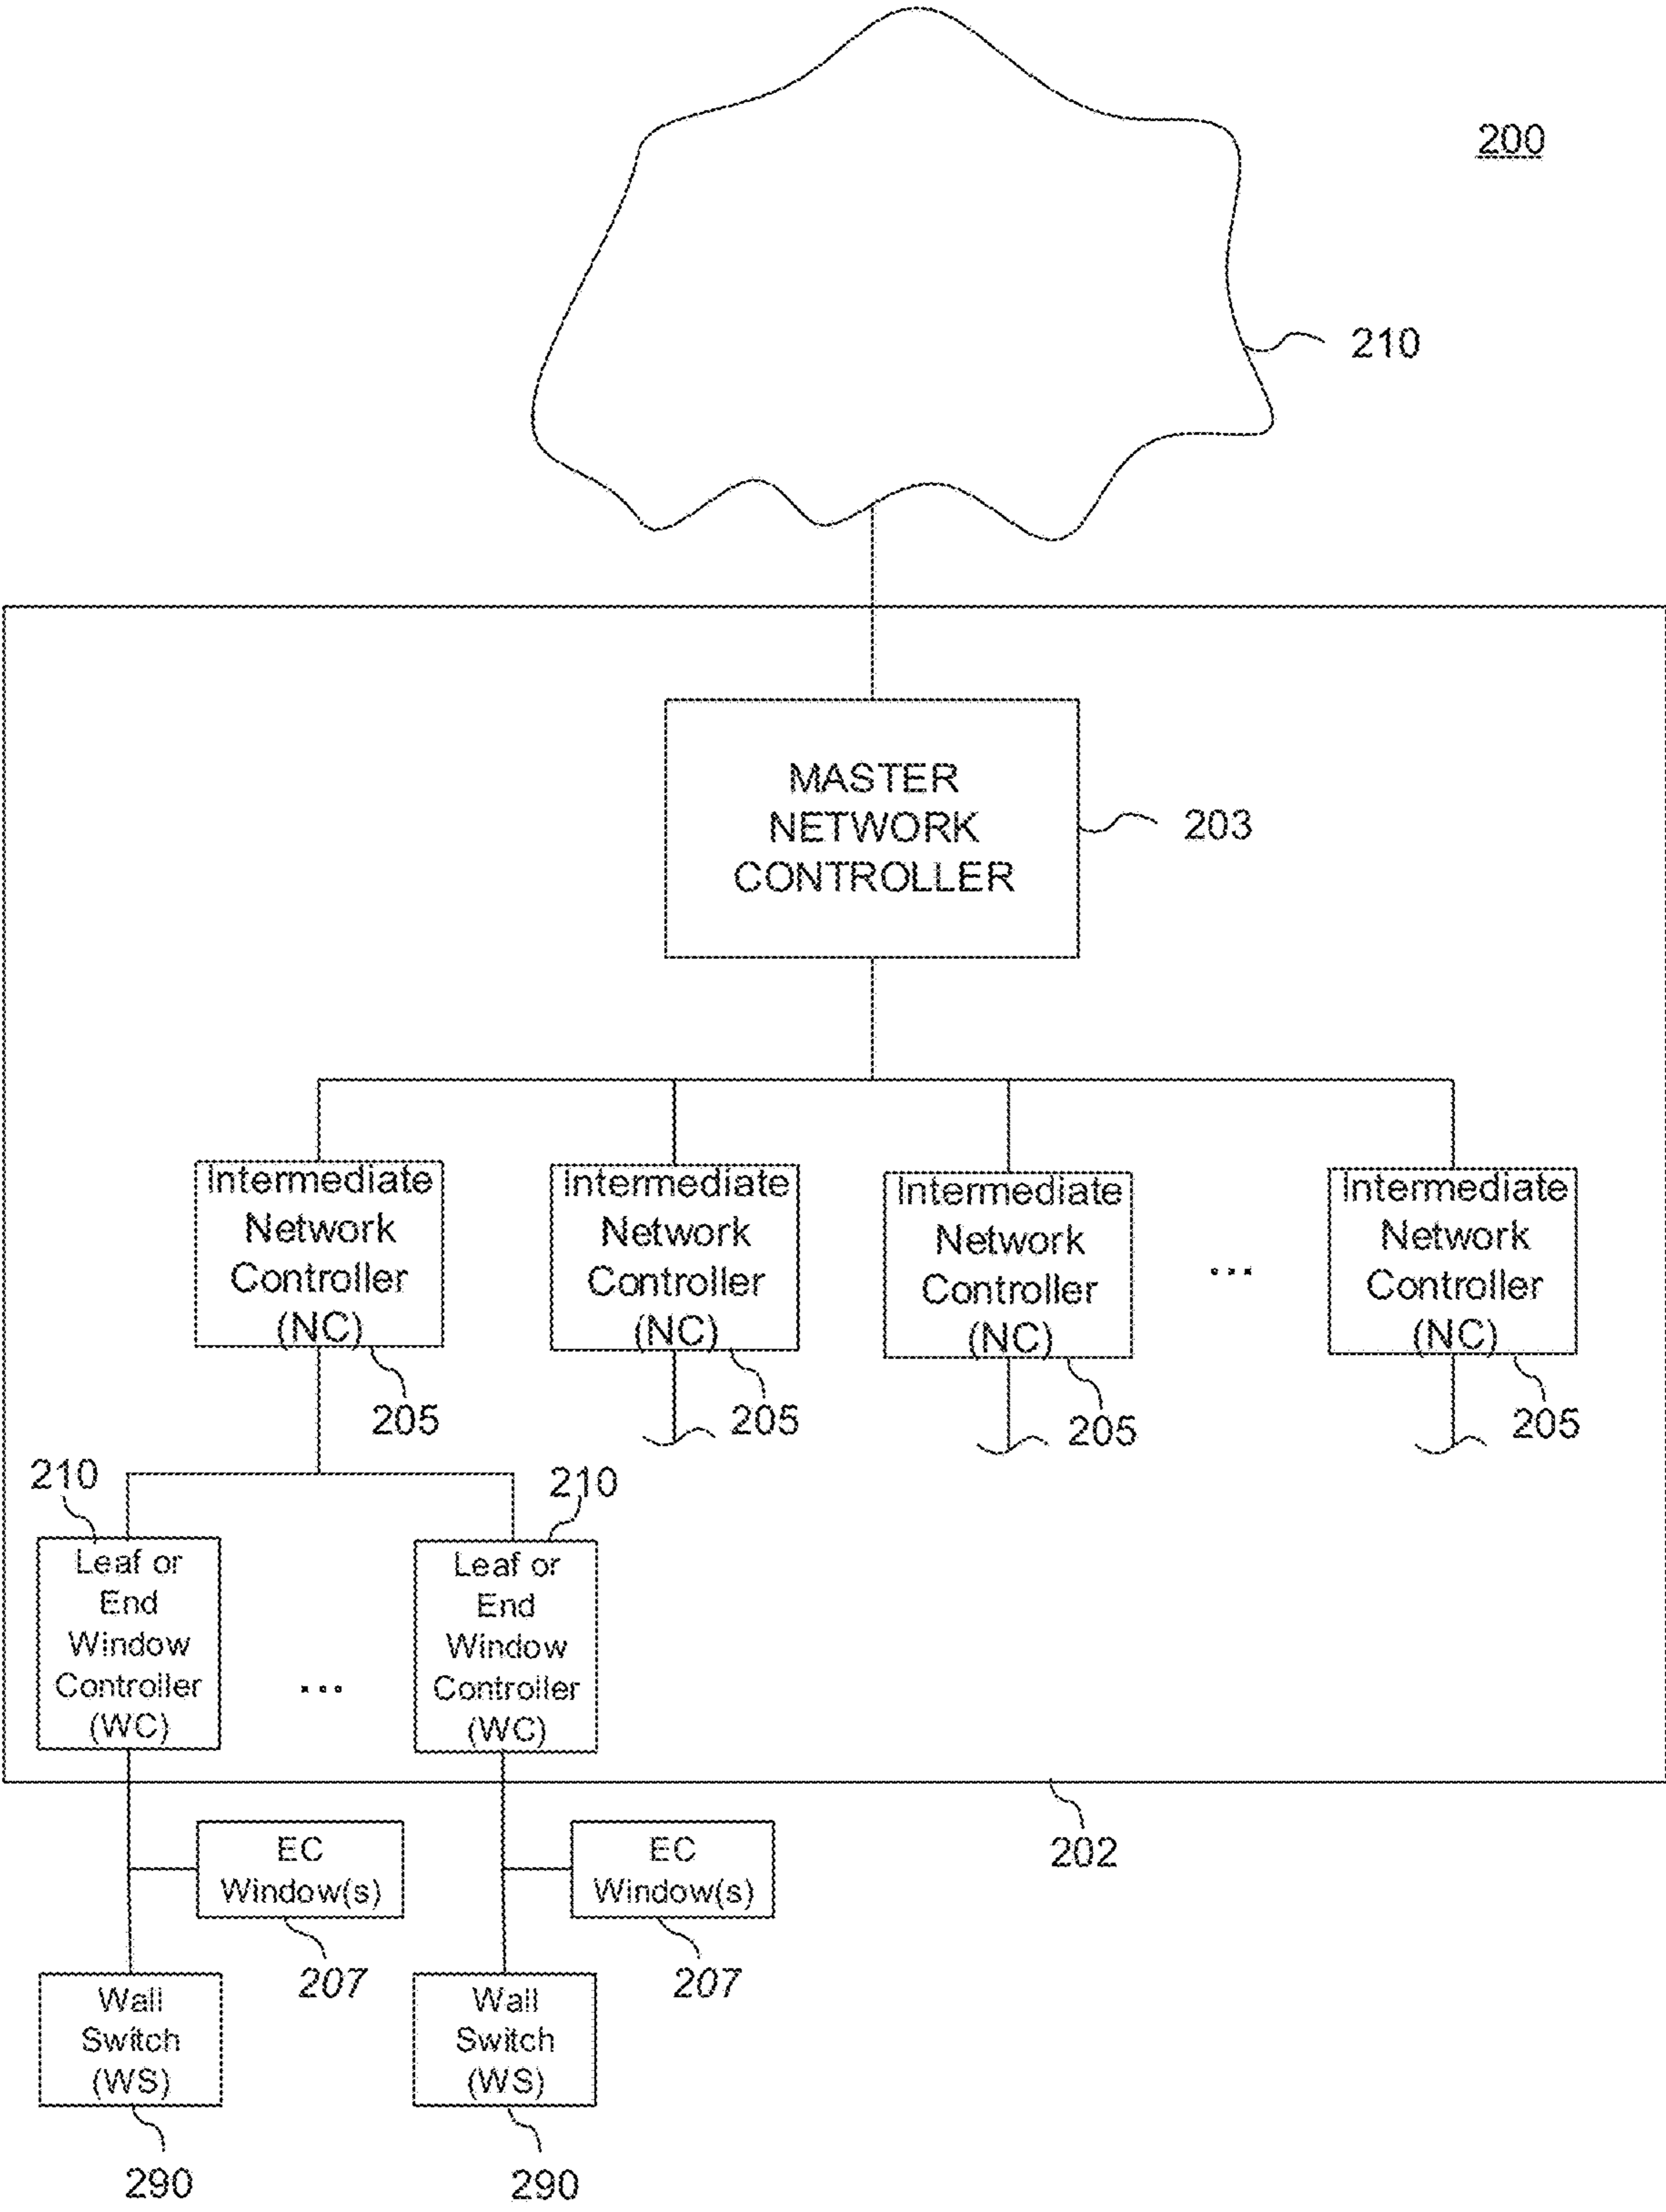 200
210
MASTER
NETWORK
CONTROLLER
203
Intermediate
Network
Controller
(NC)
205
Intermediate
Network
Controller
(NC)
205
Intermediate
Network
Controller
(NC)
205
...
Intermediate
Network
Controller
(NC)
205
210
Leaf or
End
Window
Controller
(WC)
...
210
Leaf or
End
Window
Controller
(WC)
202
EC
Window(s)
207
EC
Window(s)
207
Wall
Switch
(WS)
290
Wall
Switch
(WS)
290